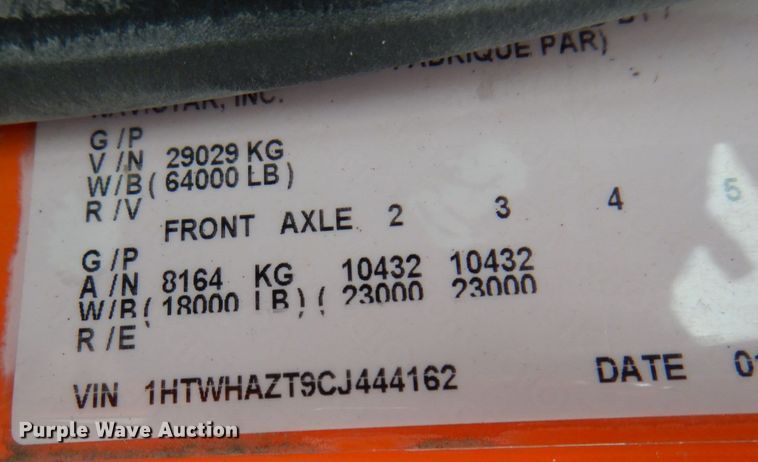 FABRIQUE PAR)
NAVISTAR, INC.
G/P
V/N 29029 KG
W/B (64000 LB)
R/V
FRONT AXLE 2 3 4 5
G/P
A/N 8164 KG 10432 10432
W/B (18000 LB) ( 23000 23000
R/E
VIN 1HTWHAZT9CJ444162 DATE 01
Purple Wave Auction